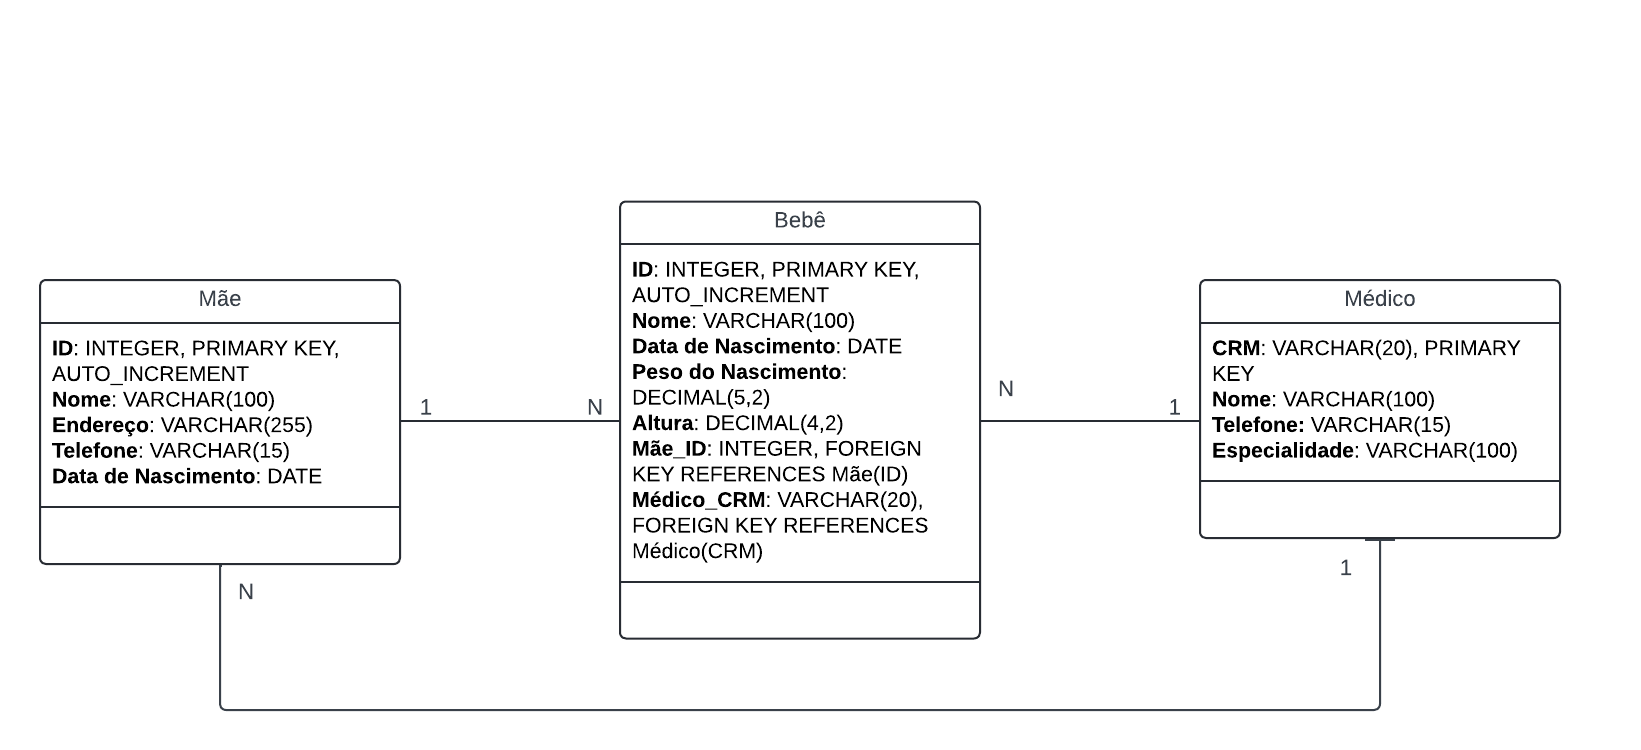 Mãe
ID: INTEGER, PRIMARY KEY,
AUTO_INCREMENT
Nome: VARCHAR(100)
Endereço: VARCHAR(255)
Telefone: VARCHAR(15)
Data de Nascimento: DATE
1
N
N
Bebê
ID: INTEGER, PRIMARY KEY,
AUTO_INCREMENT
Nome: VARCHAR(100)
Data de Nascimento: DATE
Peso do Nascimento:
DECIMAL(5,2)
Altura: DECIMAL(4,2)
Mãe_ID: INTEGER, FOREIGN
KEY REFERENCES Mãe(ID)
Médico_CRM: VARCHAR(20),
FOREIGN KEY REFERENCES
Médico(CRM)
N
1
Médico
CRM: VARCHAR(20), PRIMARY
KEY
Nome: VARCHAR(100)
Telefone: VARCHAR(15)
Especialidade: VARCHAR(100)
1